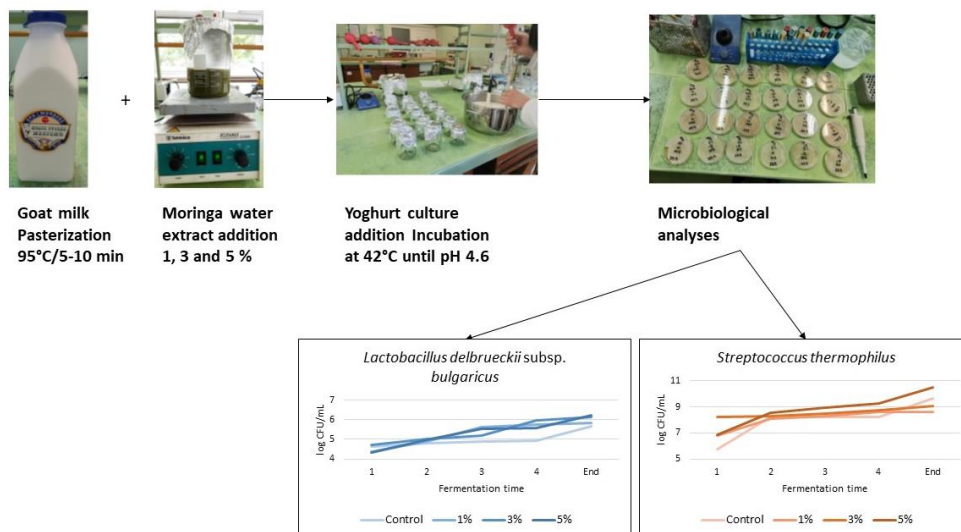 Goat milk
Pasterization
95°C/5-10 min
+
Moringa water
extract addition
1, 3 and 5 %
Yoghurt culture
addition Incubation
at 42°C until pH 4.6
Microbiological
analyses
Lactobacillus delbrueckii subsp.
bulgaricus
log CFU/mL
7
6
5
4
1 2 3 4 End
Fermentation time
Control 1% 3% 5%
Streptococcus thermophilus
log CFU/mL
11
9
7
5
1 2 3 4 End
Fermentation time
Control 1% 3% 5%